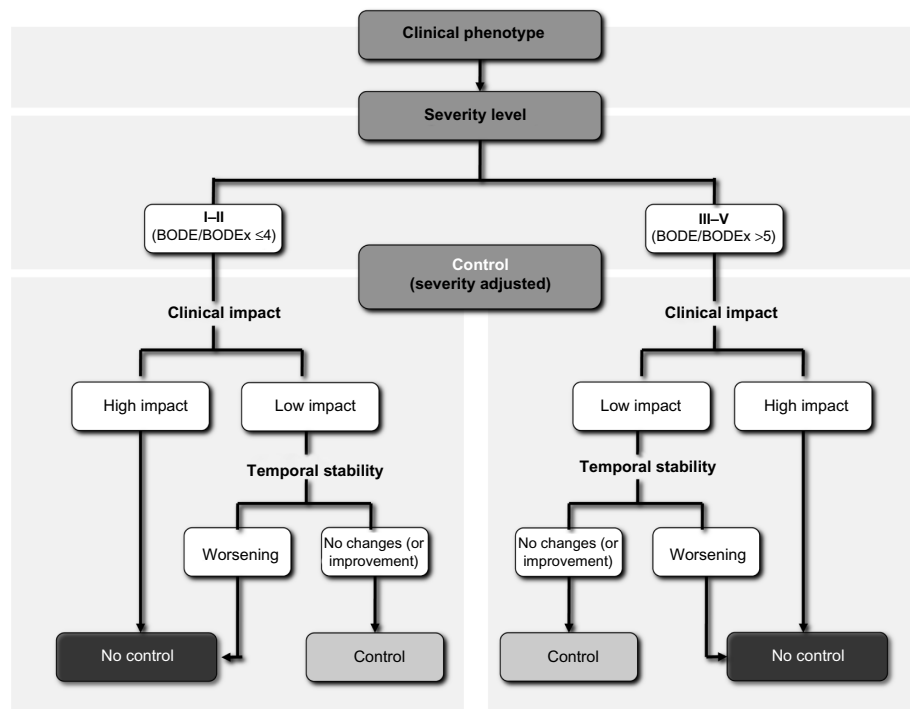 Clinical phenotype
Severity level
I–II
(BODE/BODEx ≤4)
III–V
(BODE/BODEx >5)
Control
(severity adjusted)
Clinical impact
Clinical impact
High impact
Low impact
Low impact
High impact
Temporal stability
Temporal stability
Worsening
No changes (or
improvement)
No changes (or
improvement)
Worsening
No control
Control
Control
No control